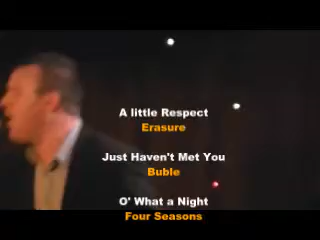 A little Respect
Erasure
Just Haven't Met You
Buble
O' What a Night
Four Seasons